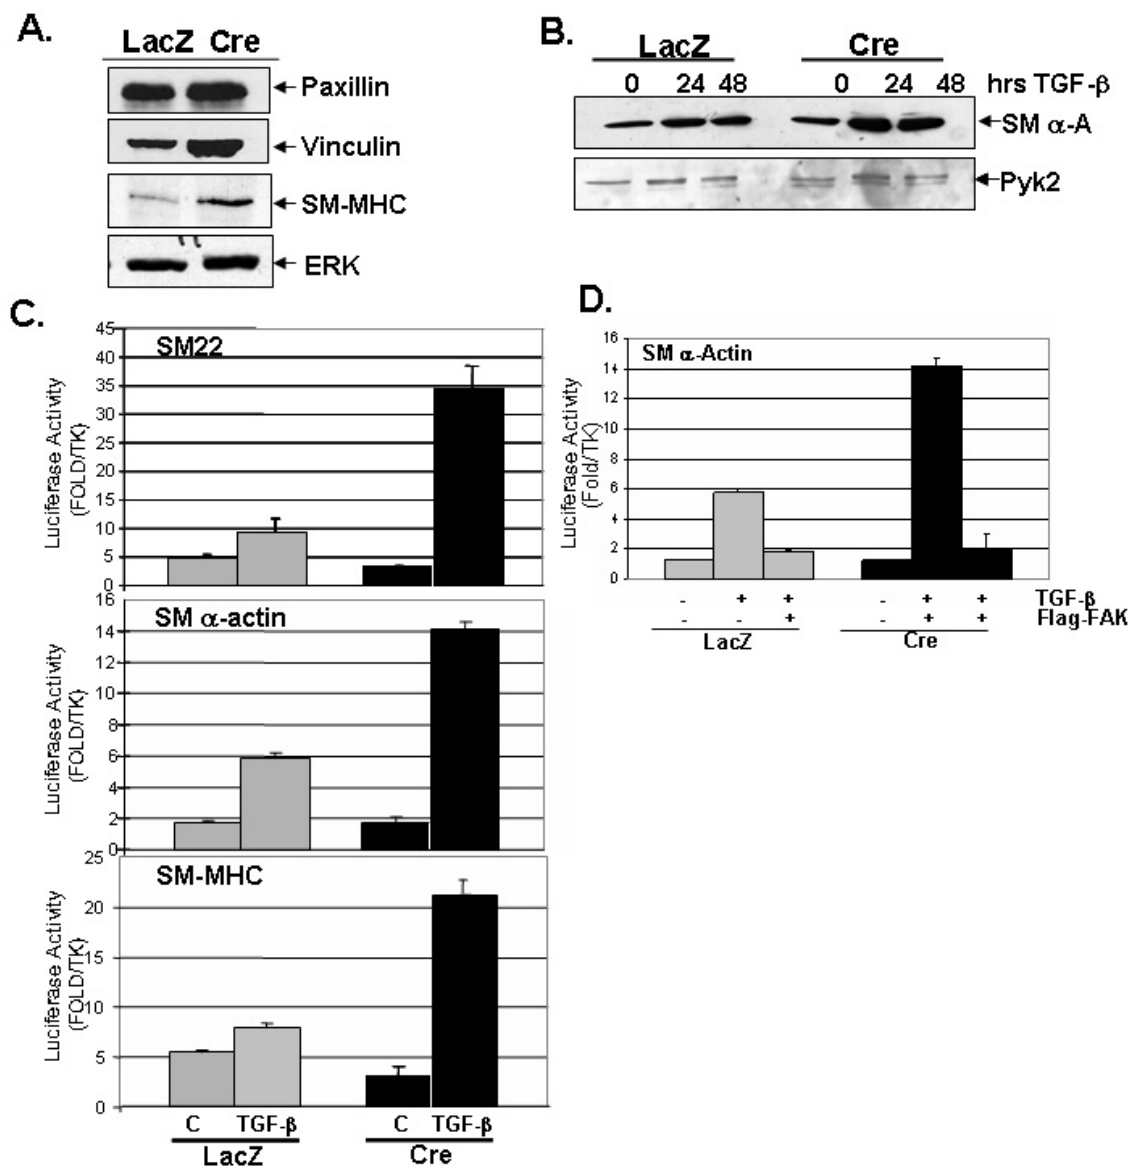 A.
LacZ Cre
Paxillin
Vinculin
SM-MHC
ERK
B.
LacZ Cre
0 24 48 0 24 48 hrs TGF-β
SM α-A
Pyk2
C.
SM22
Luciferase Activity
(FOLD/TK)
45
40
35
30
25
20
15
10
5
0
SM α-actin
Luciferase Activity
(FOLD/TK)
16
14
12
10
8
6
4
2
0
SM-MHC
Luciferase Activity
(FOLD/TK)
25
20
15
10
5
0
C TGF-β C TGF-β
LacZ Cre
D.
SM α-Actin
Luciferase Activity
(Fold/TK)
16
14
12
10
8
6
4
2
0
- + + - + + TGF-β
- - + - + + Flag-FAK
LacZ Cre